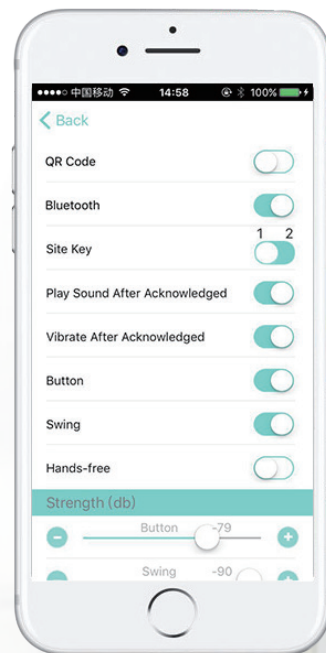 中国移动 14:58 100%
Back
QR Code
Bluetooth
1 2
Site Key
Play Sound After Acknowledged
Vibrate After Acknowledged
Button
Swing
Hands-free
Strength (db)
Button -79
Swing -90